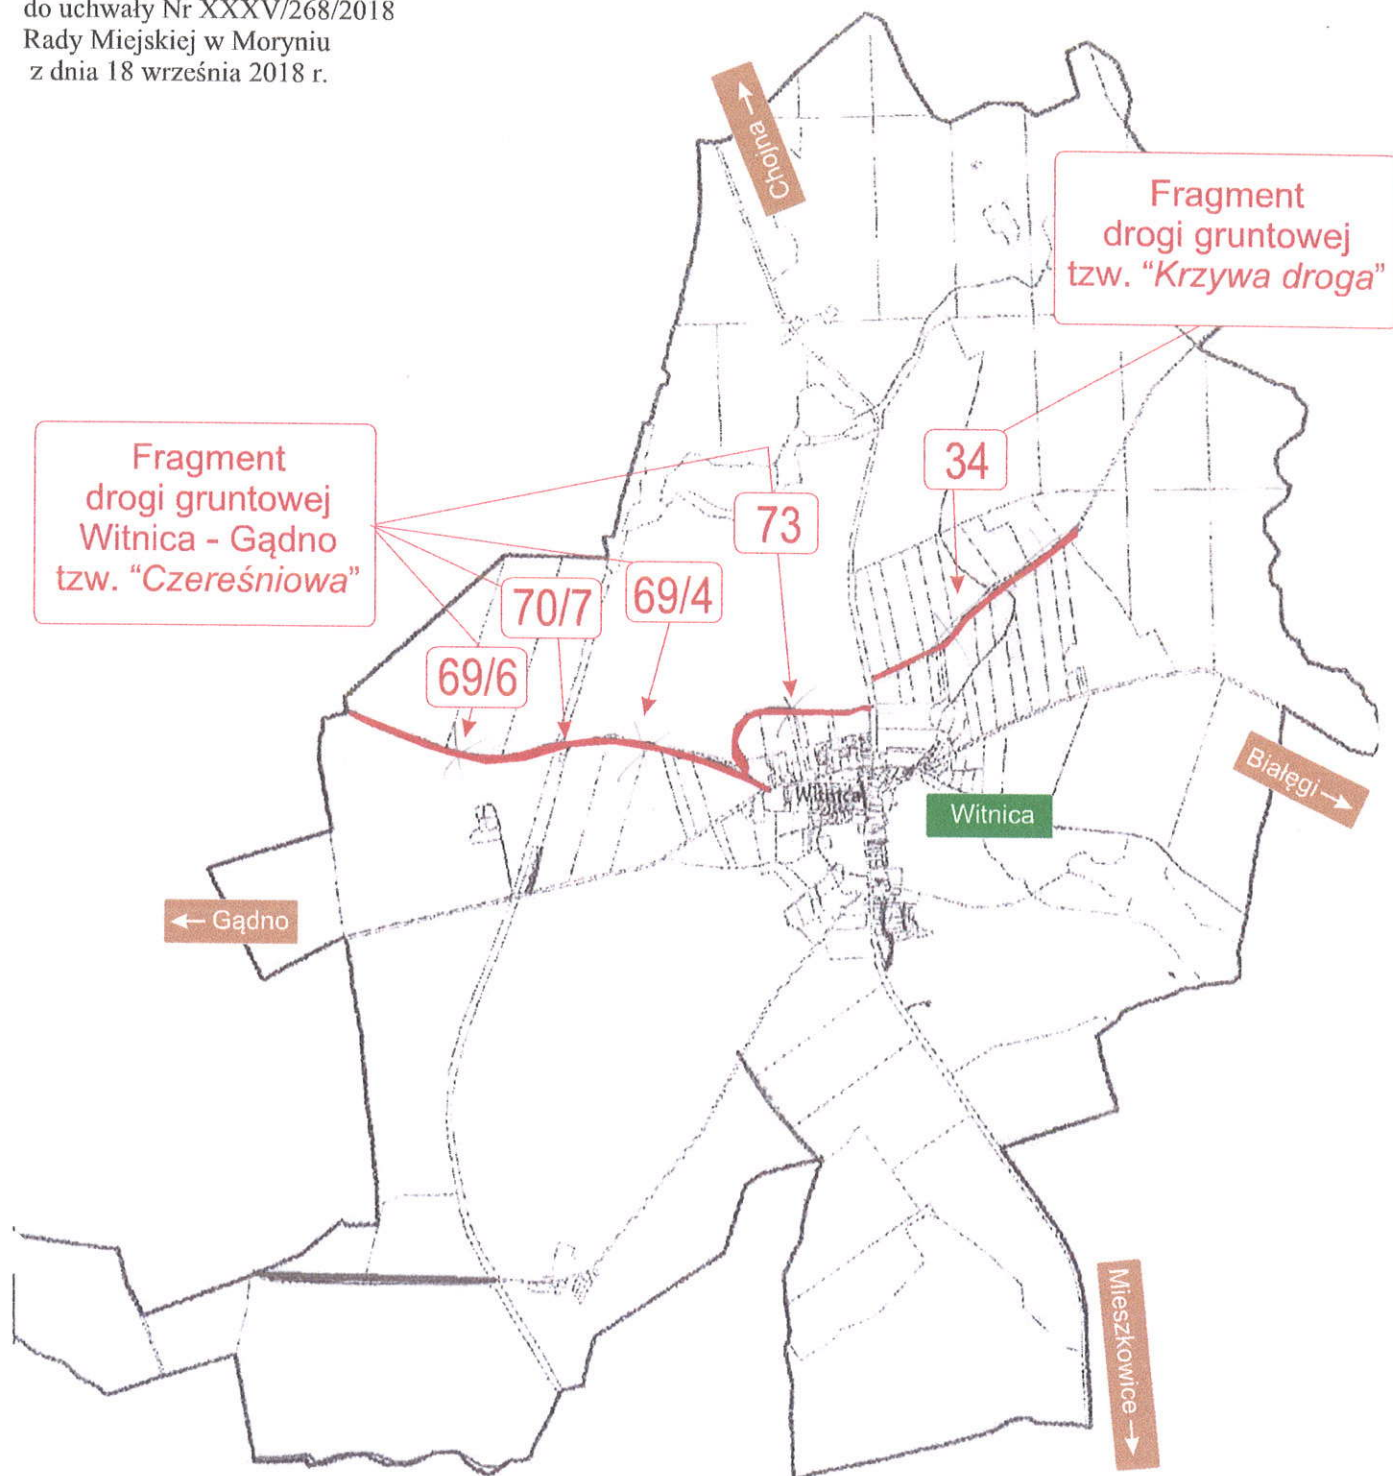 do uchwały Nr XXXV/268/2018
Rady Miejskiej w Moryniu
z dnia 18 września 2018 r.
Chojna →
Fragment
drogi gruntowej
tzw. “Krzywa droga”
Fragment
drogi gruntowej
Witnica - Gądno
tzw. “Czereśniowa”
34
73
69/4
70/7
69/6
Białęgi →
Witnica
Witnica
← Gądno
Mieszkowice →